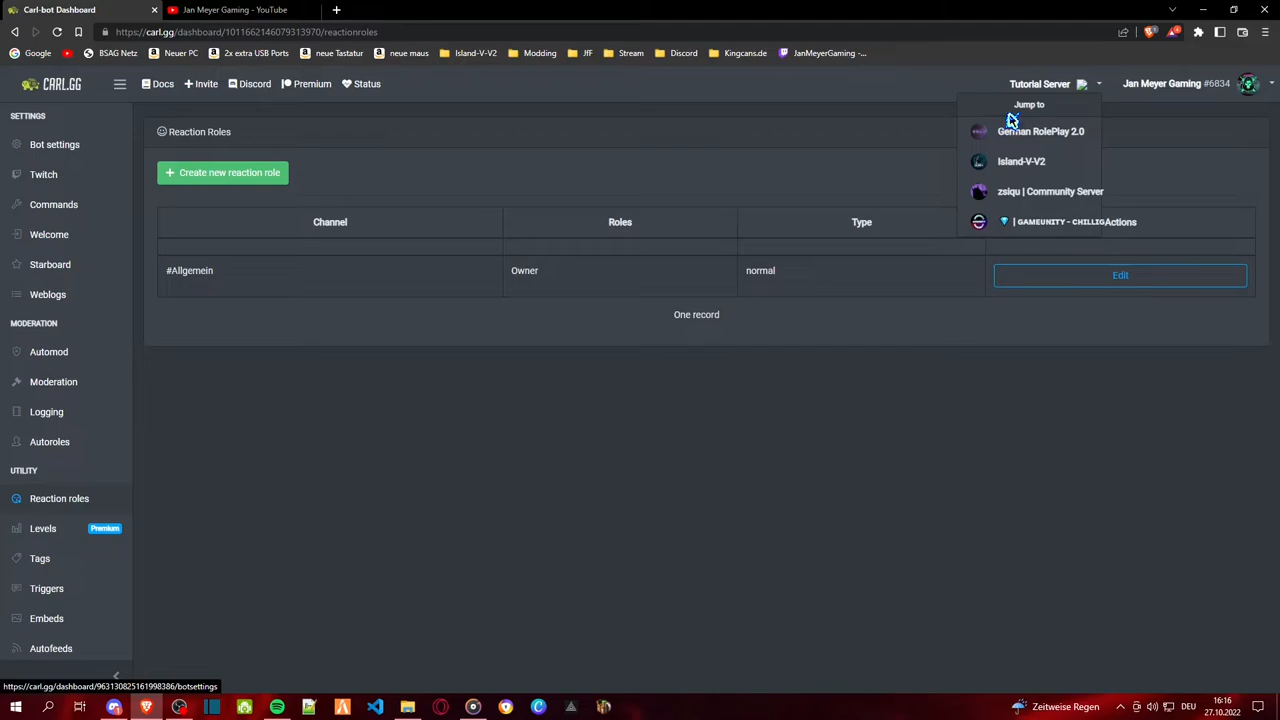 Carl-bot Dashboard
Jan Meyer Gaming - YouTube
https://carl.gg/dashboard/1011662146079313970/reactionroles
Google
BSAG Netz
Neuer PC
2x extra USB Ports
neue Tastatur
neue maus
Island-V-V2
Modding
JfF
Stream
Discord
Kingcans.de
JanMeyerGaming -...
CARL.GG
Docs
Invite
Discord
Premium
Status
Tutorial Server
Jan Meyer Gaming #6834
Jump to
German RolePlay 2.0
Island-V-V2
zsiqu | Community Server
| GAMEUNITY - CHILLIG
SETTINGS
Bot settings
Twitch
Commands
Welcome
Starboard
Weblogs
MODERATION
Automod
Moderation
Logging
Autoroles
UTILITY
Reaction roles
Levels Premium
Tags
Triggers
Embeds
Autofeeds
Reaction Roles
+ Create new reaction role
Channel Roles Type Actions
#Allgemein Owner normal Edit
One record
https://carl.gg/dashboard/963130825161998386/botsettings
Zeitweise Regen
DEU
16:16
27.10.2022